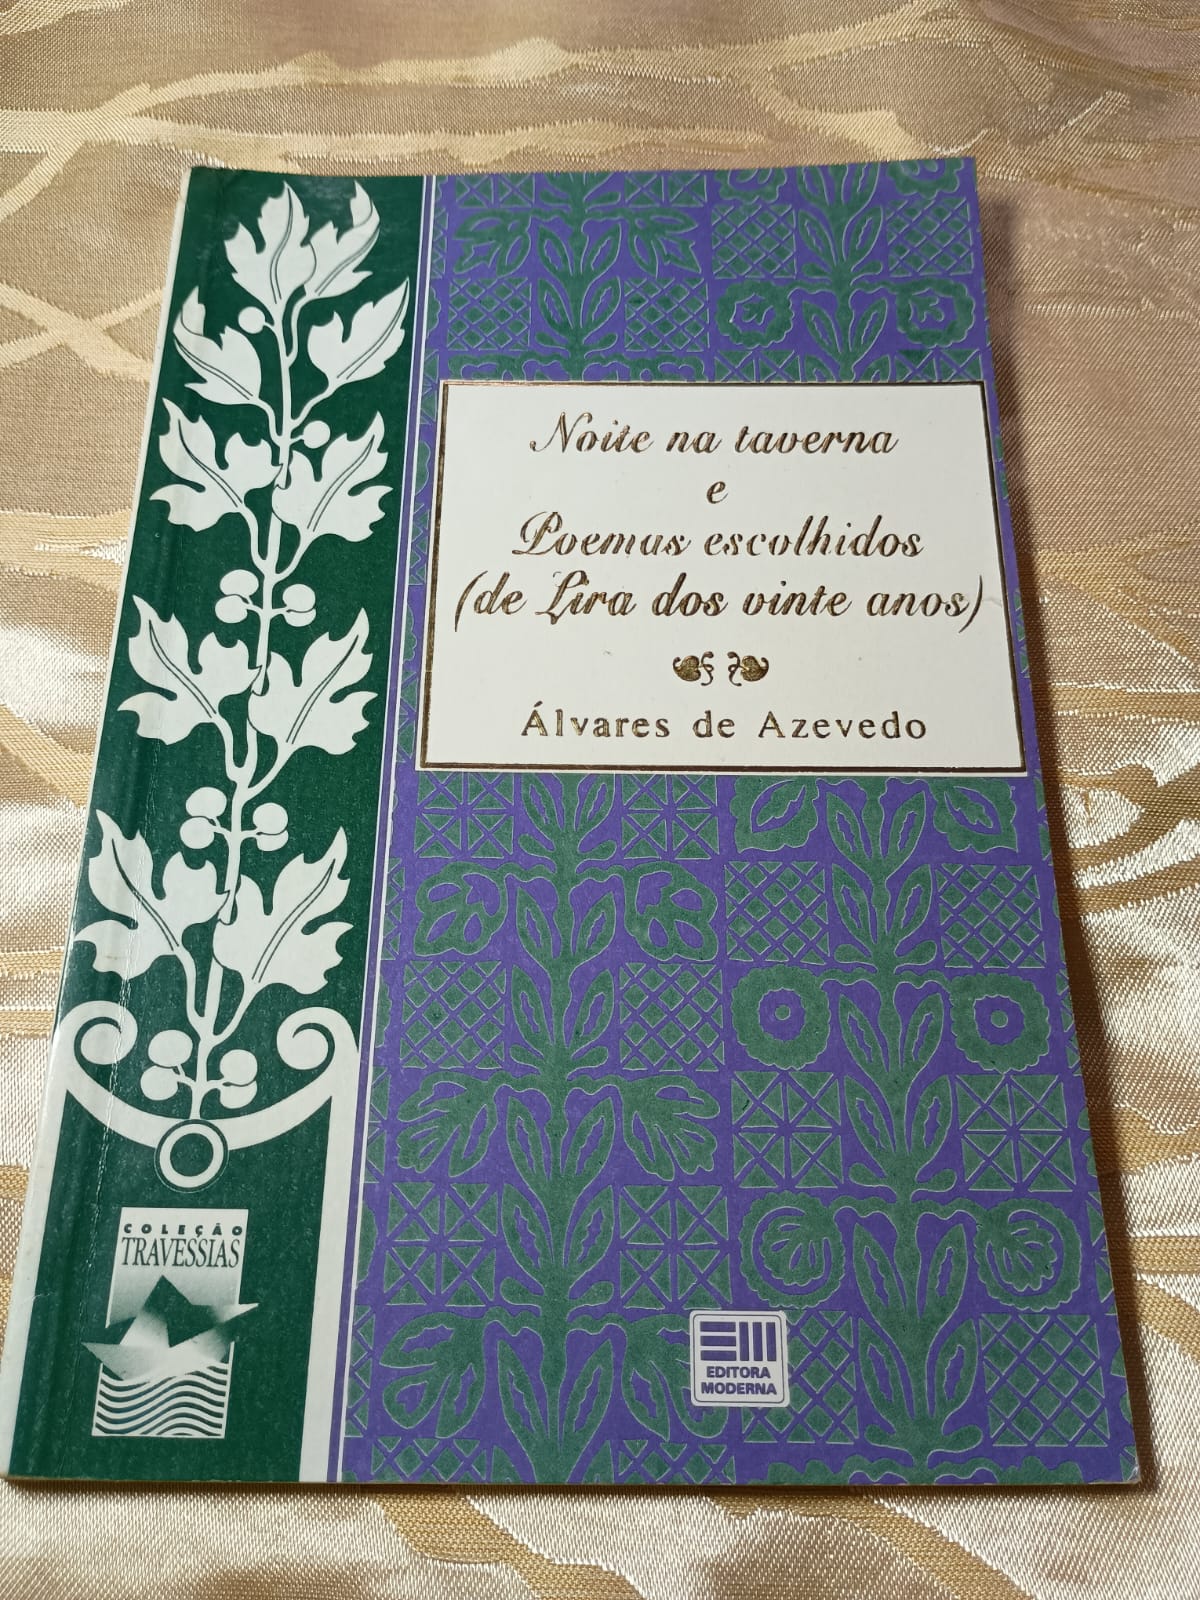 Noite na taverna
e
Poemas escolhidos
(de Lira dos vinte anos)
Álvares de Azevedo
COLEÇÃO
TRAVESSIAS
EDITORA
MODERNA